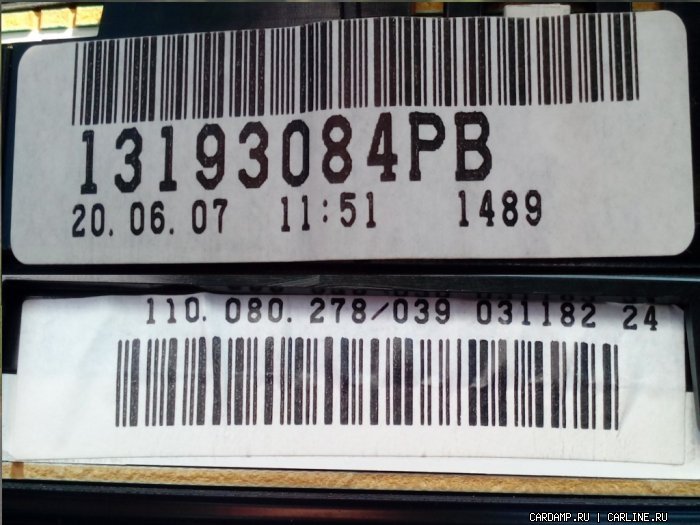 13193084PB
20.06.07 11:51 1489
110.080.278/039 031182 24
CARDAMP.RU | CARLINE.RU